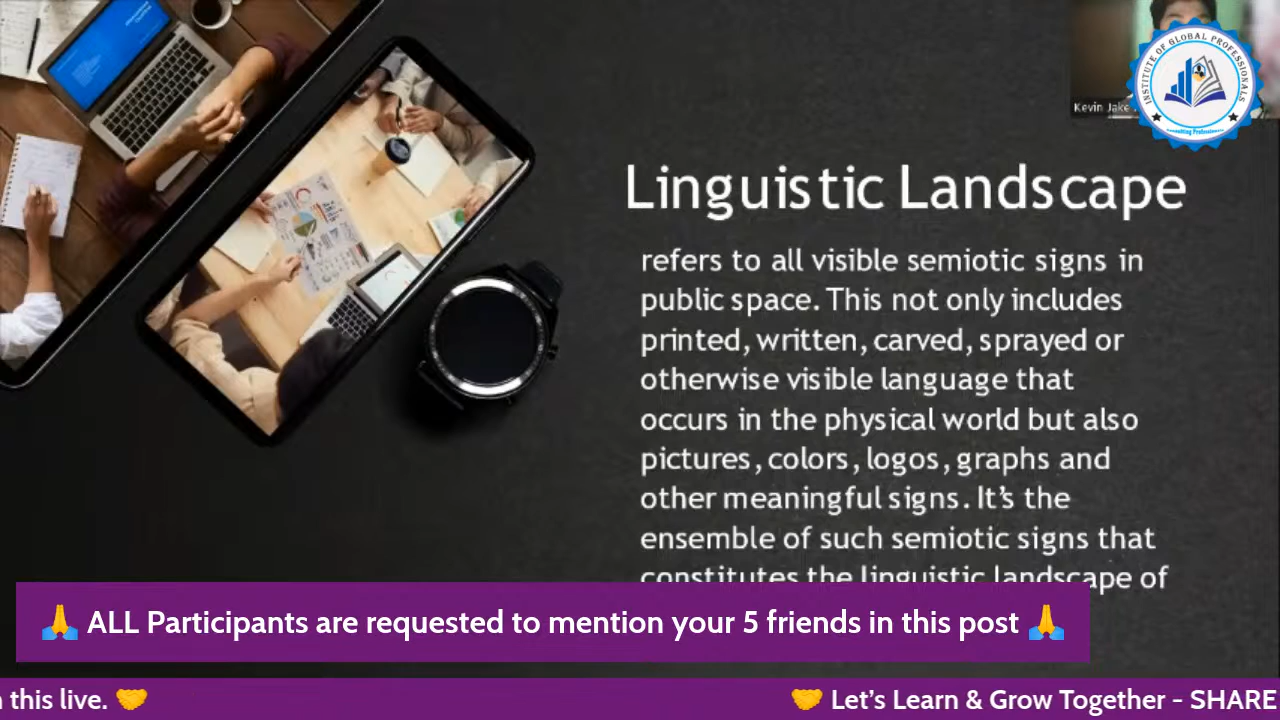 INSTITUTE OF GLOBAL PROFESSIONALS
Consulting Professionals
Kevin Jake
Linguistic Landscape
refers to all visible semiotic signs in
public space. This not only includes
printed, written, carved, sprayed or
otherwise visible language that
occurs in the physical world but also
pictures, colors, logos, graphs and
other meaningful signs. It’s the
ensemble of such semiotic signs that
constitutes the linguistic landscape of
🙏 ALL Participants are requested to mention your 5 friends in this post 🙏
this live. 🤝 🤝 Let’s Learn & Grow Together - SHARE